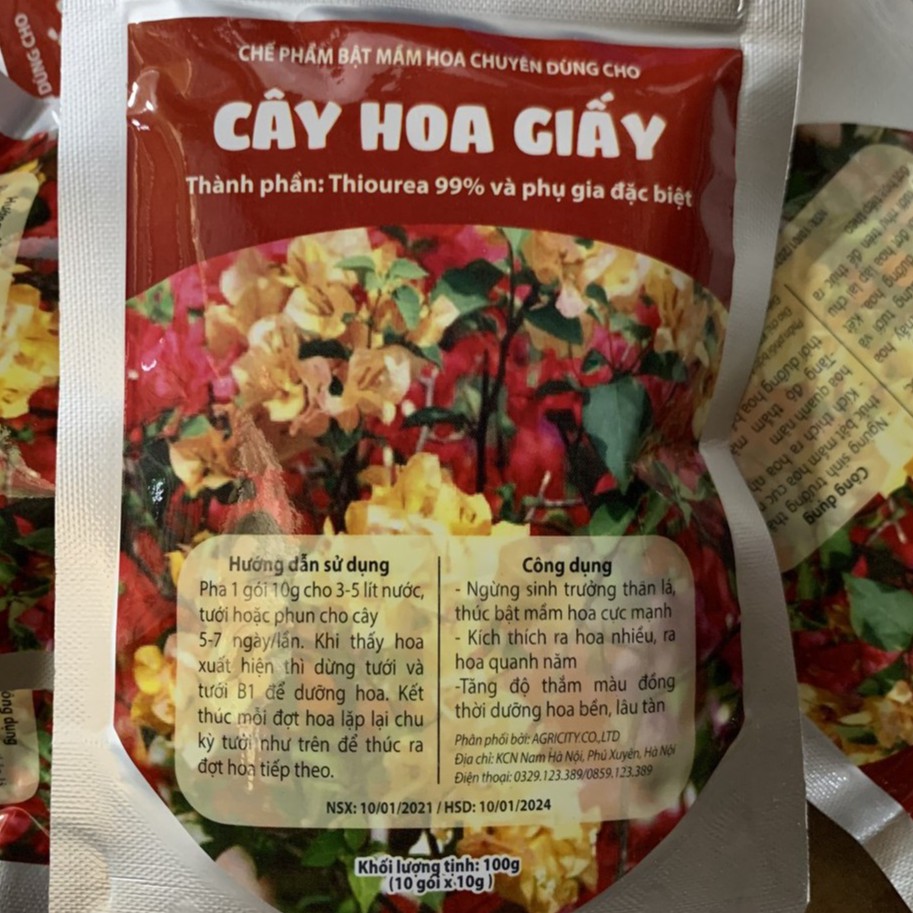 CHẾ PHẨM BẬT MẦM HOA CHUYÊN DÙNG CHO
CÂY HOA GIẤY
Thành phần: Thiourea 99% và phụ gia đặc biệt
Hướng dẫn sử dụng
Pha 1 gói 10g cho 3-5 lít nước,
tưới hoặc phun cho cây
5-7 ngày/lần. Khi thấy hoa
xuất hiện thì dừng tưới và
tưới B1 để dưỡng hoa. Kết
thúc mỗi đợt hoa lặp lại chu
kỳ tưới như trên để thúc ra
đợt hoa tiếp theo.
Công dụng
- Ngừng sinh trưởng thân lá,
thúc bật mầm hoa cực mạnh
- Kích thích ra hoa nhiều, ra
hoa quanh năm
-Tăng độ thắm màu đồng
thời dưỡng hoa bền, lâu tàn
Phân phối bởi: AGRICITY.CO.,LTD
Địa chỉ: KCN Nam Hà Nội, Phú Xuyên, Hà Nội
Điện thoại: 0329.123.389/0859.123.389
NSX: 10/01/2021 / HSD: 10/01/2024
Khối lượng tịnh: 100g
(10 gói x 10g )
DÙNG CHO
Công dụng